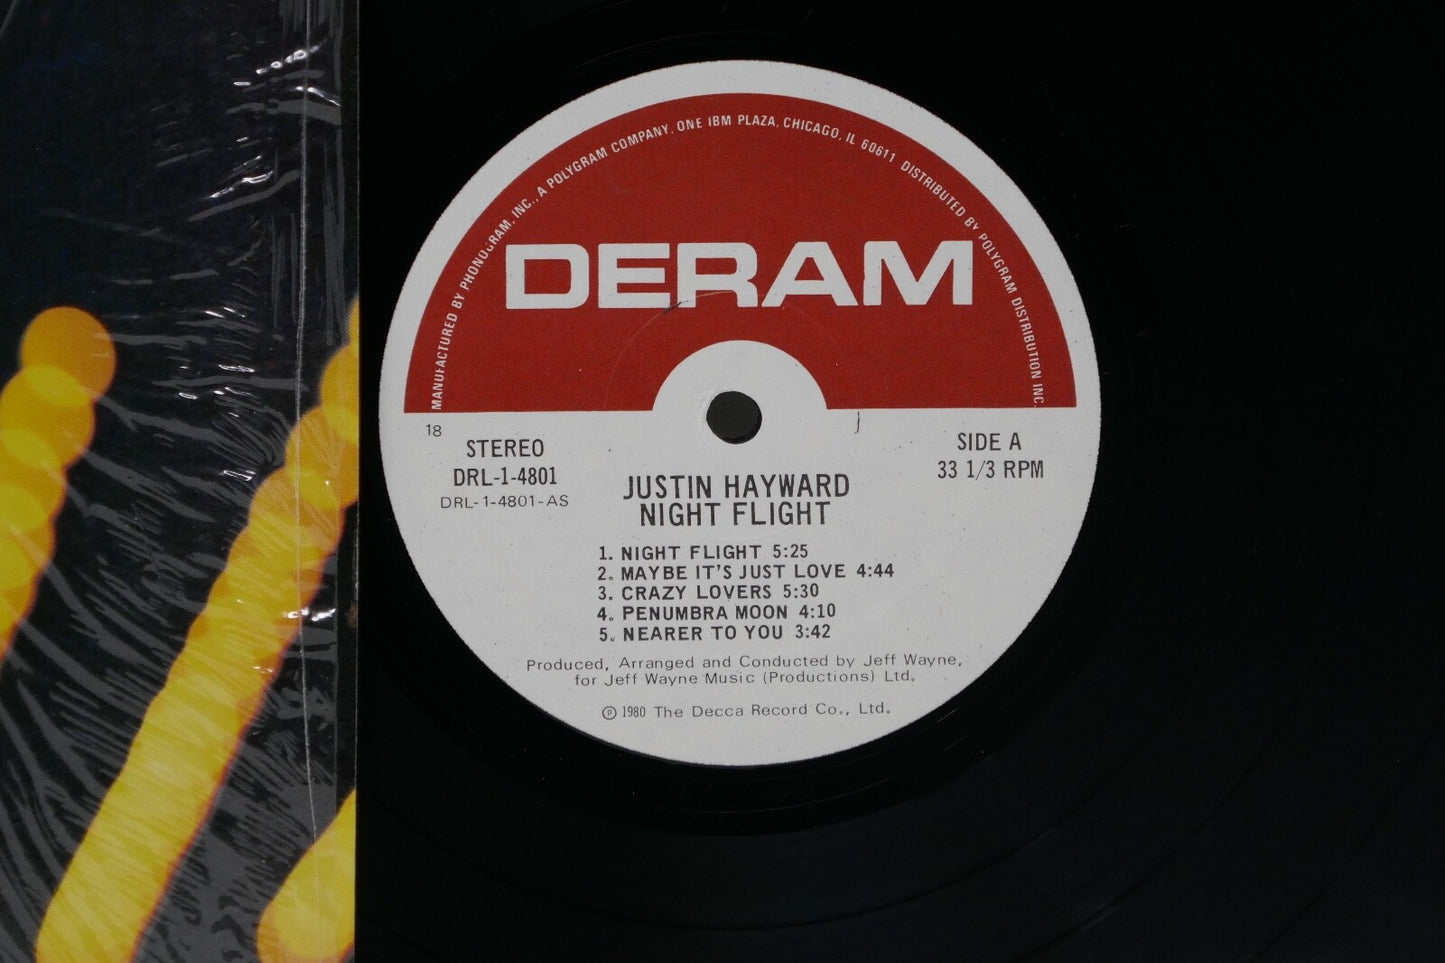 MANUFACTURED BY PHONOGRAM, INC., A POLYGRAM COMPANY, ONE IBM PLAZA, CHICAGO, IL 60611 DISTRIBUTED BY POLYGRAM DISTRIBUTION INC.
DERAM
18
STEREO
DRL-1-4801
DRL-1-4801-AS
SIDE A
33 1/3 RPM
JUSTIN HAYWARD
NIGHT FLIGHT
1. NIGHT FLIGHT 5:25
2. MAYBE IT'S JUST LOVE 4:44
3. CRAZY LOVERS 5:30
4. PENUMBRA MOON 4:10
5. NEARER TO YOU 3:42
Produced, Arranged and Conducted by Jeff Wayne,
for Jeff Wayne Music (Productions) Ltd.
℗ 1980 The Decca Record Co., Ltd.